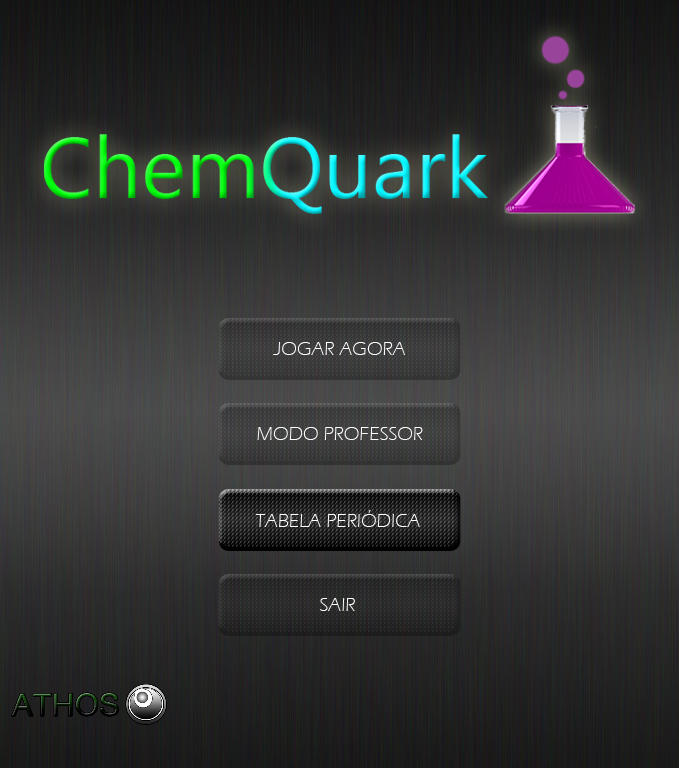 ChemQuark
JOGAR AGORA
MODO PROFESSOR
TABELA PERIÓDICA
SAIR
ATHOS